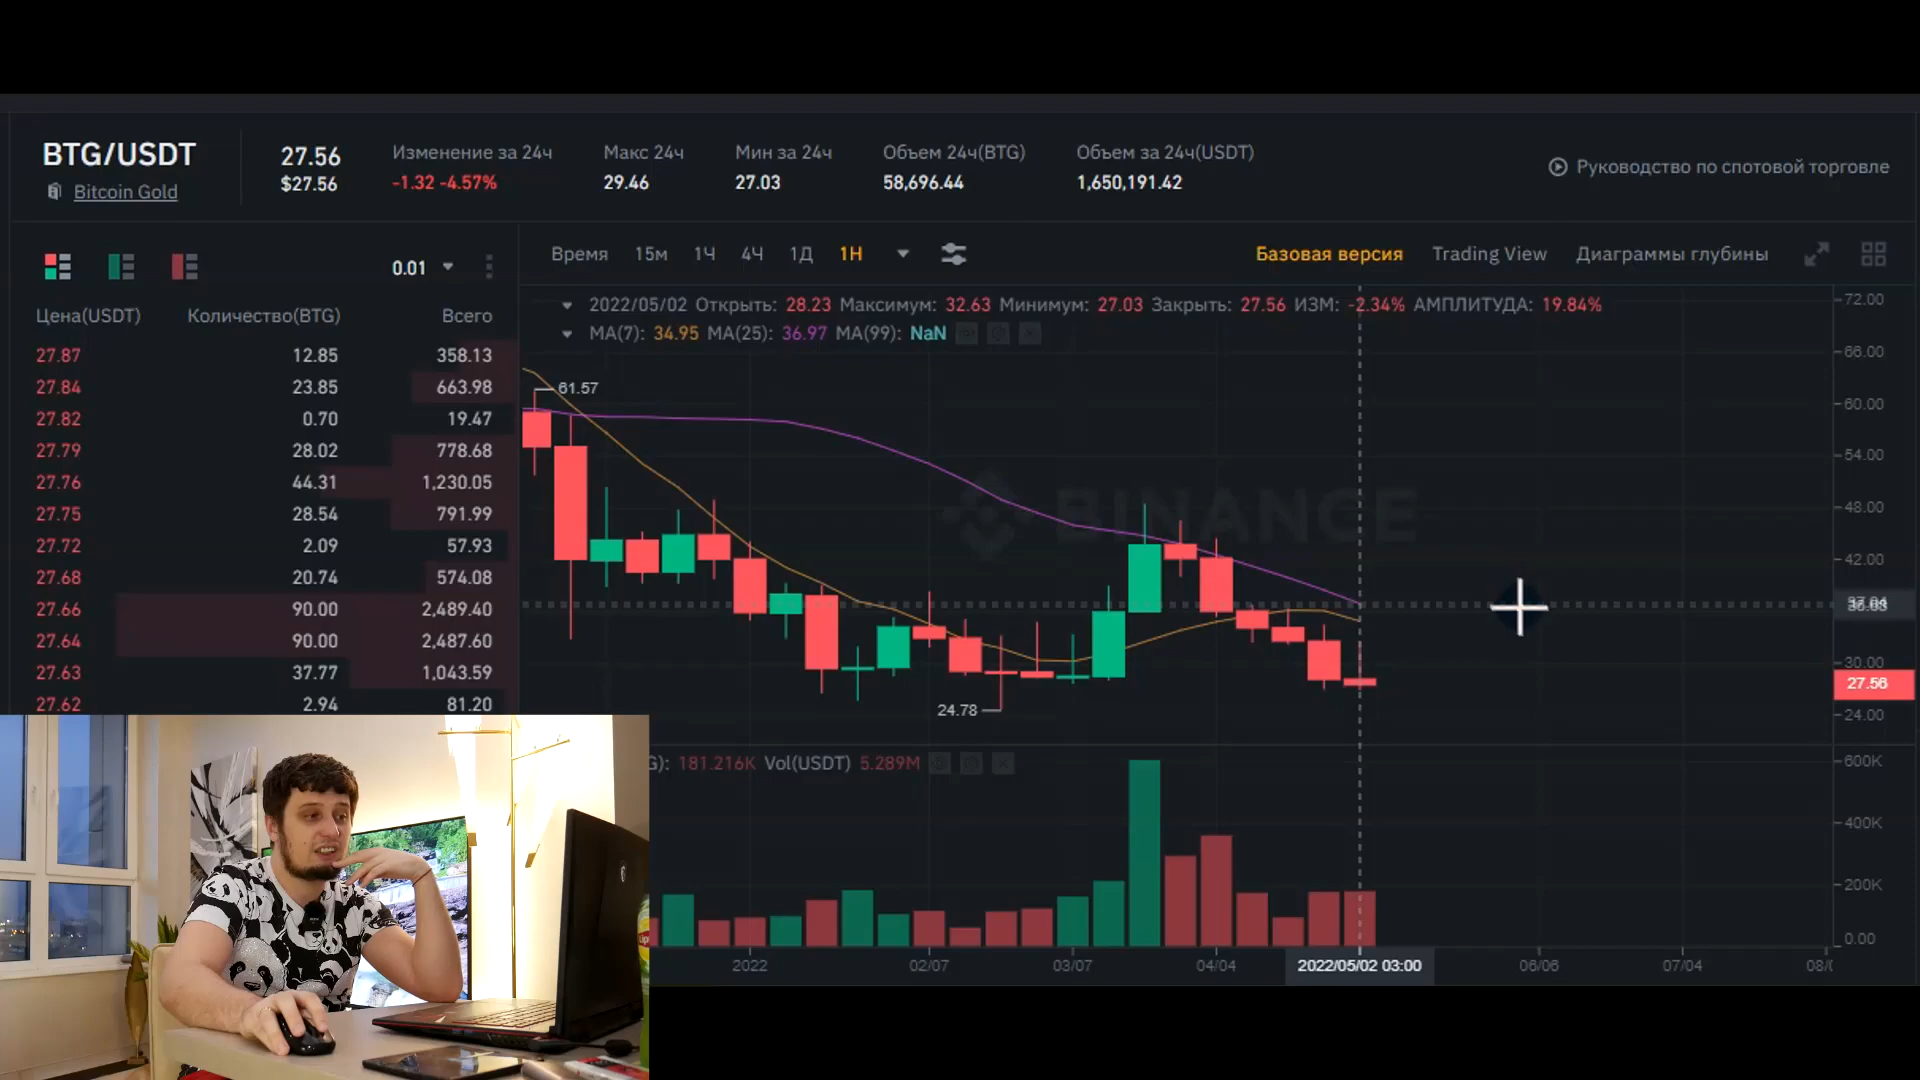 BTG/USDT
Bitcoin Gold
27.56
$27.56
Изменение за 24ч
-1.32 -4.57%
Макс 24ч
29.46
Мин за 24ч
27.03
Объем 24ч(BTG)
58,696.44
Объем за 24ч(USDT)
1,650,191.42
Руководство по спотовой торговле
0.01
Цена(USDT) Количество(BTG) Всего
27.87 12.85 358.13
27.84 23.85 663.98
27.82 0.70 19.47
27.79 28.02 778.68
27.76 44.31 1,230.05
27.75 28.54 791.99
27.72 2.09 57.93
27.68 20.74 574.08
27.66 90.00 2,489.40
27.64 90.00 2,487.60
27.63 37.77 1,043.59
27.62 2.94 81.20
Время 15м 1Ч 4Ч 1Д 1Н
Базовая версия Trading View Диаграммы глубины
2022/05/02 Открыть: 28.23 Максимум: 32.63 Минимум: 27.03 Закрыть: 27.56 ИЗМ: -2.34% АМПЛИТУДА: 19.84%
MA(7): 34.95 MA(25): 36.97 MA(99): NaN
61.57
24.78
BINANCE
72.00
66.00
60.00
54.00
48.00
42.00
30.00
27.56
24.00
G): 181.216K Vol(USDT) 5.289M
600K
400K
200K
0.00
2022 02/07 03/07 04/04 2022/05/02 03:00 06/06 07/04